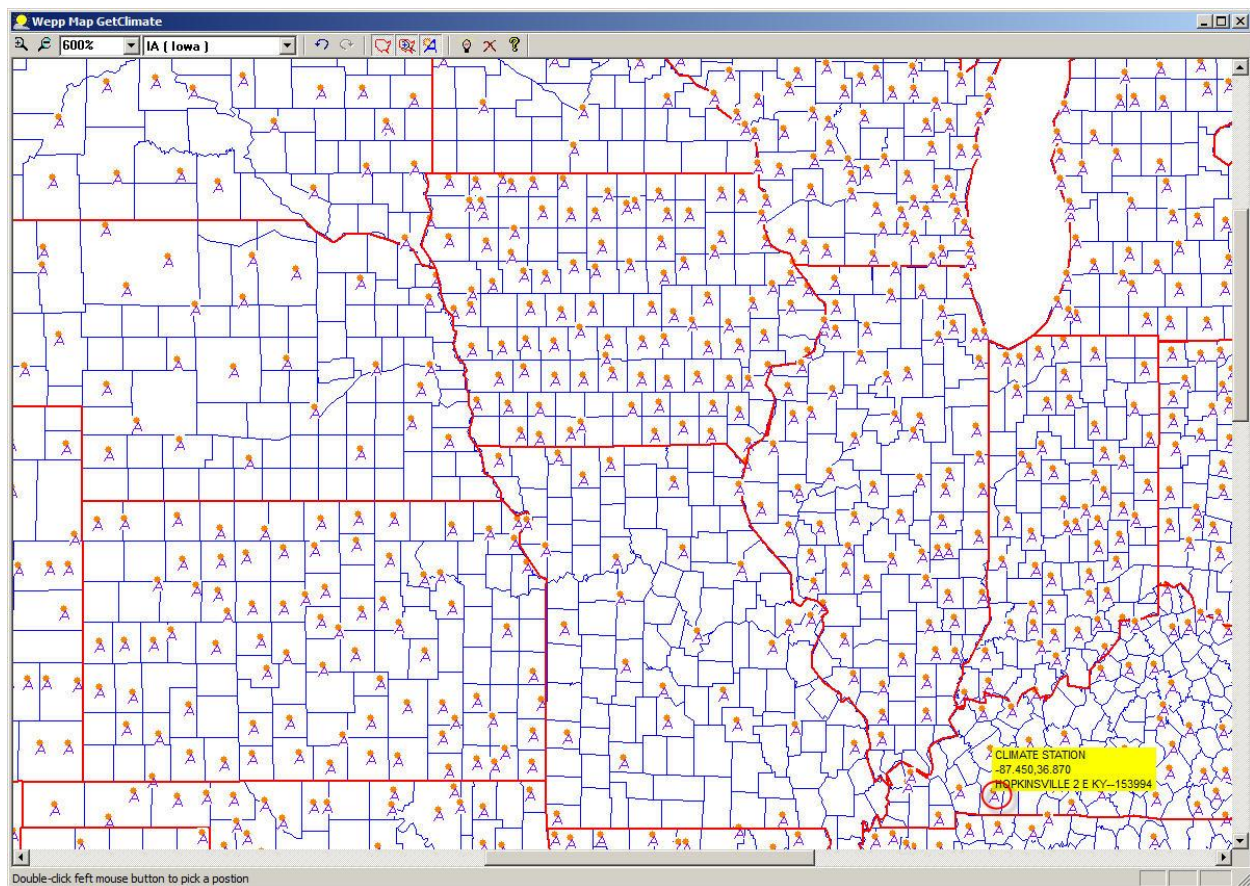 Wepp Map GetClimate
600%
IA ( Iowa )
CLIMATE STATION
-87.450,36.870
HOPKINSVILLE 2 E KY--153994
Double-click feft mouse button to pick a postion